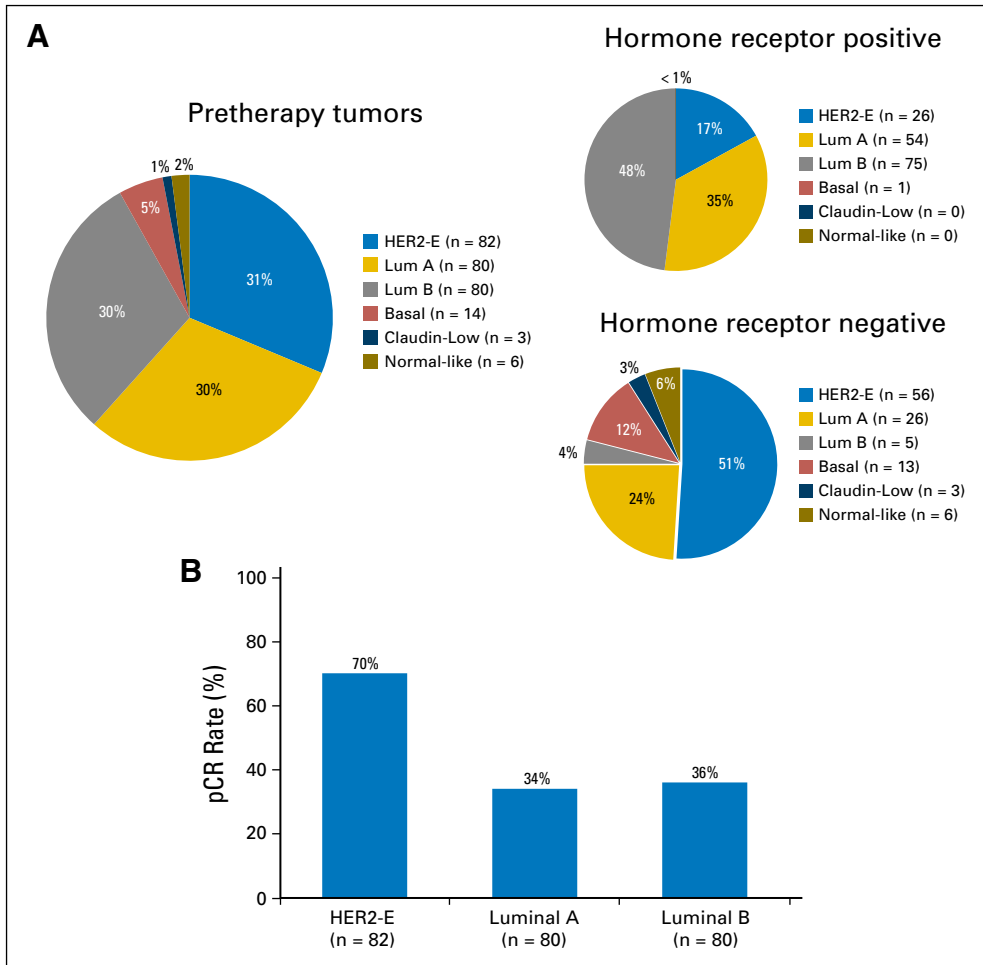 A
Pretherapy tumors
1%
2%
5%
31%
30%
30%
HER2-E (n = 82)
Lum A (n = 80)
Lum B (n = 80)
Basal (n = 14)
Claudin-Low (n = 3)
Normal-like (n = 6)
Hormone receptor positive
< 1%
17%
48%
35%
HER2-E (n = 26)
Lum A (n = 54)
Lum B (n = 75)
Basal (n = 1)
Claudin-Low (n = 0)
Normal-like (n = 0)
Hormone receptor negative
3%
6%
12%
4%
51%
24%
HER2-E (n = 56)
Lum A (n = 26)
Lum B (n = 5)
Basal (n = 13)
Claudin-Low (n = 3)
Normal-like (n = 6)
B
pCR Rate (%)
100
80
60
40
20
0
70%
34%
36%
HER2-E
(n = 82)
Luminal A
(n = 80)
Luminal B
(n = 80)